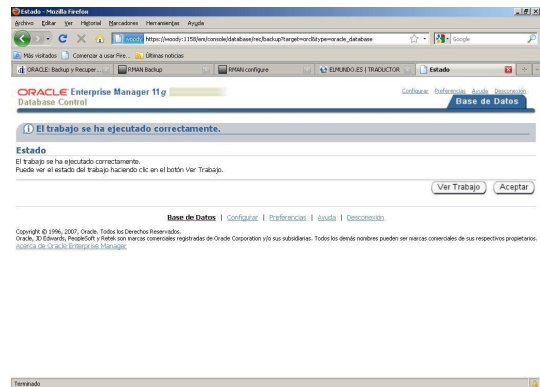 Estado - Mozilla Firefox
Archivo Editar Ver Historial Marcadores Herramientas Ayuda
woody https://woody:1158/em/console/database/rec/backup?target=orcl&type=oracle_database
Google
Más visitados Comenzar a usar Fire... Últimas noticias
ORACLE: Backup y Recuper... RMAN Backup RMAN configure ELMUNDO.ES | TRADUCTOR Estado
ORACLE Enterprise Manager 11g
Database Control
Configurar Preferencias Ayuda Desconexión
Base de Datos
El trabajo se ha ejecutado correctamente.
Estado
El trabajo se ha ejecutado correctamente.
Puede ver el estado del trabajo haciendo clic en el botón Ver Trabajo.
Ver Trabajo Aceptar
Base de Datos | Configurar | Preferencias | Ayuda | Desconexión
Copyright © 1996, 2007, Oracle. Todos los Derechos Reservados.
Oracle, JD Edwards, PeopleSoft y Retek son marcas comerciales registradas de Oracle Corporation y/o sus subsidiarias. Todos los demás nombres pueden ser marcas comerciales de sus respectivos propietarios.
Acerca de Oracle Enterprise Manager
Terminado